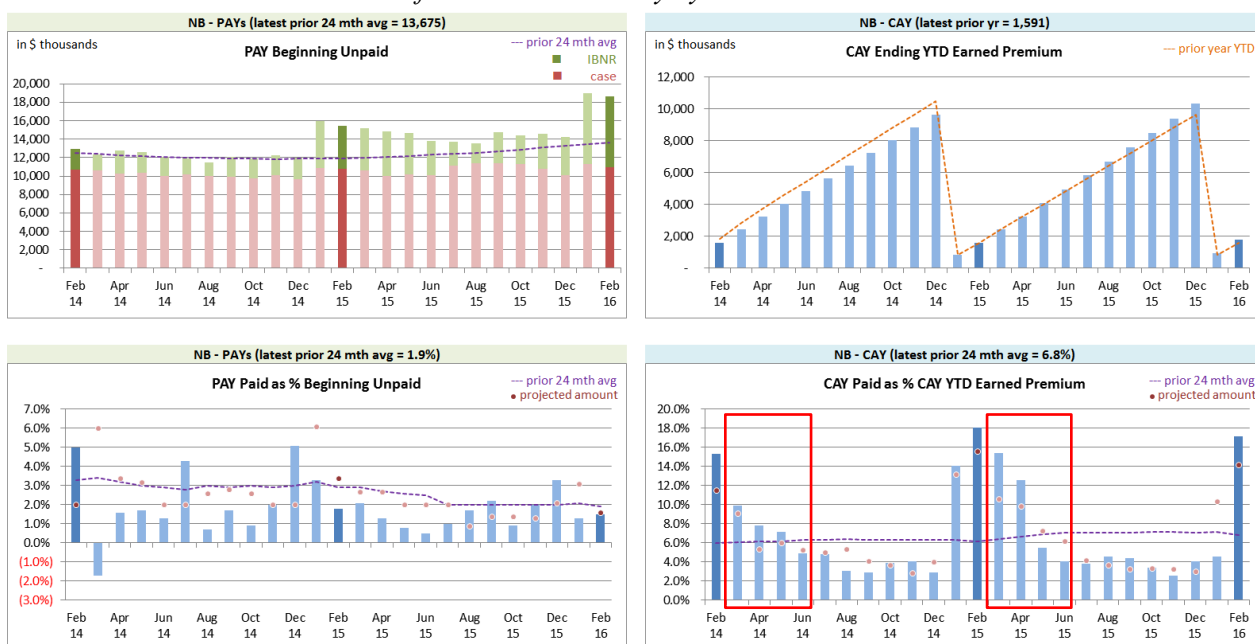 NB - PAYs (latest prior 24 mth avg = 13,675)
in $ thousands
PAY Beginning Unpaid
--- prior 24 mth avg
IBNR
case
20,000
18,000
16,000
14,000
12,000
10,000
8,000
6,000
4,000
2,000
-
Feb 14
Apr 14
Jun 14
Aug 14
Oct 14
Dec 14
Feb 15
Apr 15
Jun 15
Aug 15
Oct 15
Dec 15
Feb 16
NB - CAY (latest prior yr = 1,591)
in $ thousands
CAY Ending YTD Earned Premium
--- prior year YTD
12,000
10,000
8,000
6,000
4,000
2,000
-
Feb 14
Apr 14
Jun 14
Aug 14
Oct 14
Dec 14
Feb 15
Apr 15
Jun 15
Aug 15
Oct 15
Dec 15
Feb 16
NB - PAYs (latest prior 24 mth avg = 1.9%)
PAY Paid as % Beginning Unpaid
--- prior 24 mth avg
• projected amount
7.0%
6.0%
5.0%
4.0%
3.0%
2.0%
1.0%
0.0%
(1.0%)
(2.0%)
(3.0%)
Feb 14
Apr 14
Jun 14
Aug 14
Oct 14
Dec 14
Feb 15
Apr 15
Jun 15
Aug 15
Oct 15
Dec 15
Feb 16
NB - CAY (latest prior 24 mth avg = 6.8%)
CAY Paid as % CAY YTD Earned Premium
--- prior 24 mth avg
• projected amount
20.0%
18.0%
16.0%
14.0%
12.0%
10.0%
8.0%
6.0%
4.0%
2.0%
0.0%
Feb 14
Apr 14
Jun 14
Aug 14
Oct 14
Dec 14
Feb 15
Apr 15
Jun 15
Aug 15
Oct 15
Dec 15
Feb 16